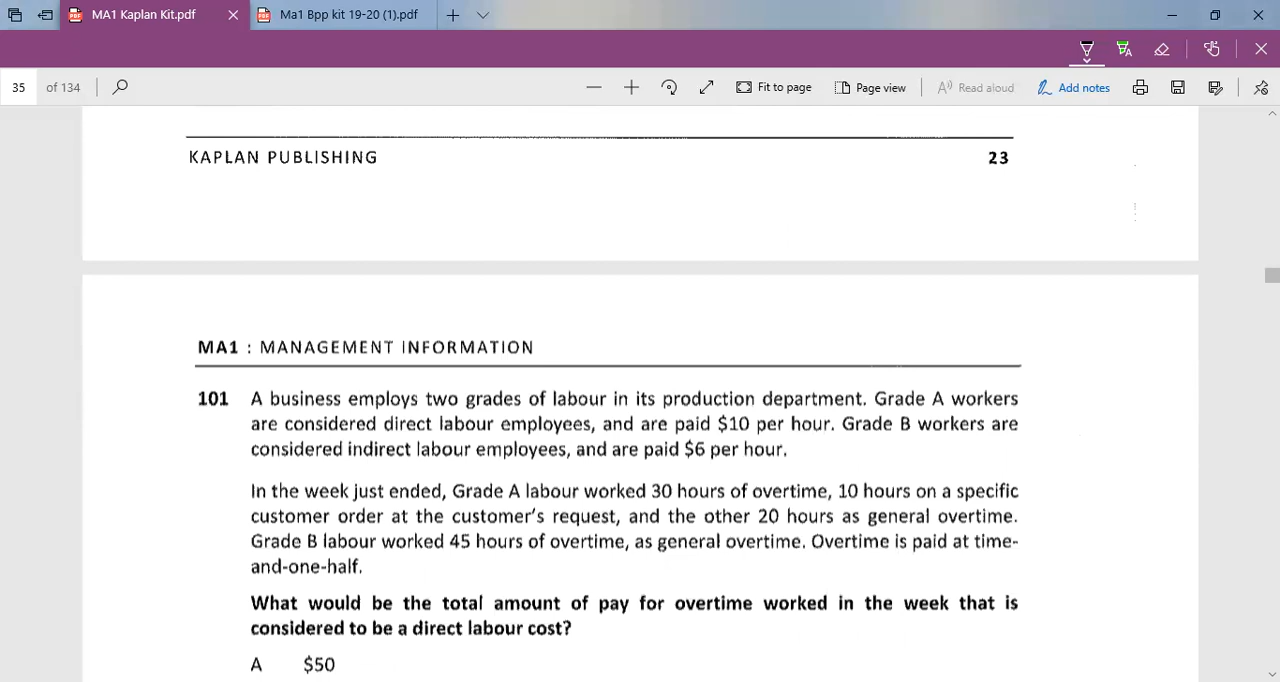 MA1 Kaplan Kit.pdf
Ma1 Bpp kit 19-20 (1).pdf
35 of 134
Fit to page
Page view
Read aloud
Add notes
KAPLAN PUBLISHING 23
MA1 : MANAGEMENT INFORMATION
101 A business employs two grades of labour in its production department. Grade A workers
are considered direct labour employees, and are paid $10 per hour. Grade B workers are
considered indirect labour employees, and are paid $6 per hour.
In the week just ended, Grade A labour worked 30 hours of overtime, 10 hours on a specific
customer order at the customer's request, and the other 20 hours as general overtime.
Grade B labour worked 45 hours of overtime, as general overtime. Overtime is paid at time-
and-one-half.
What would be the total amount of pay for overtime worked in the week that is
considered to be a direct labour cost?
A $50